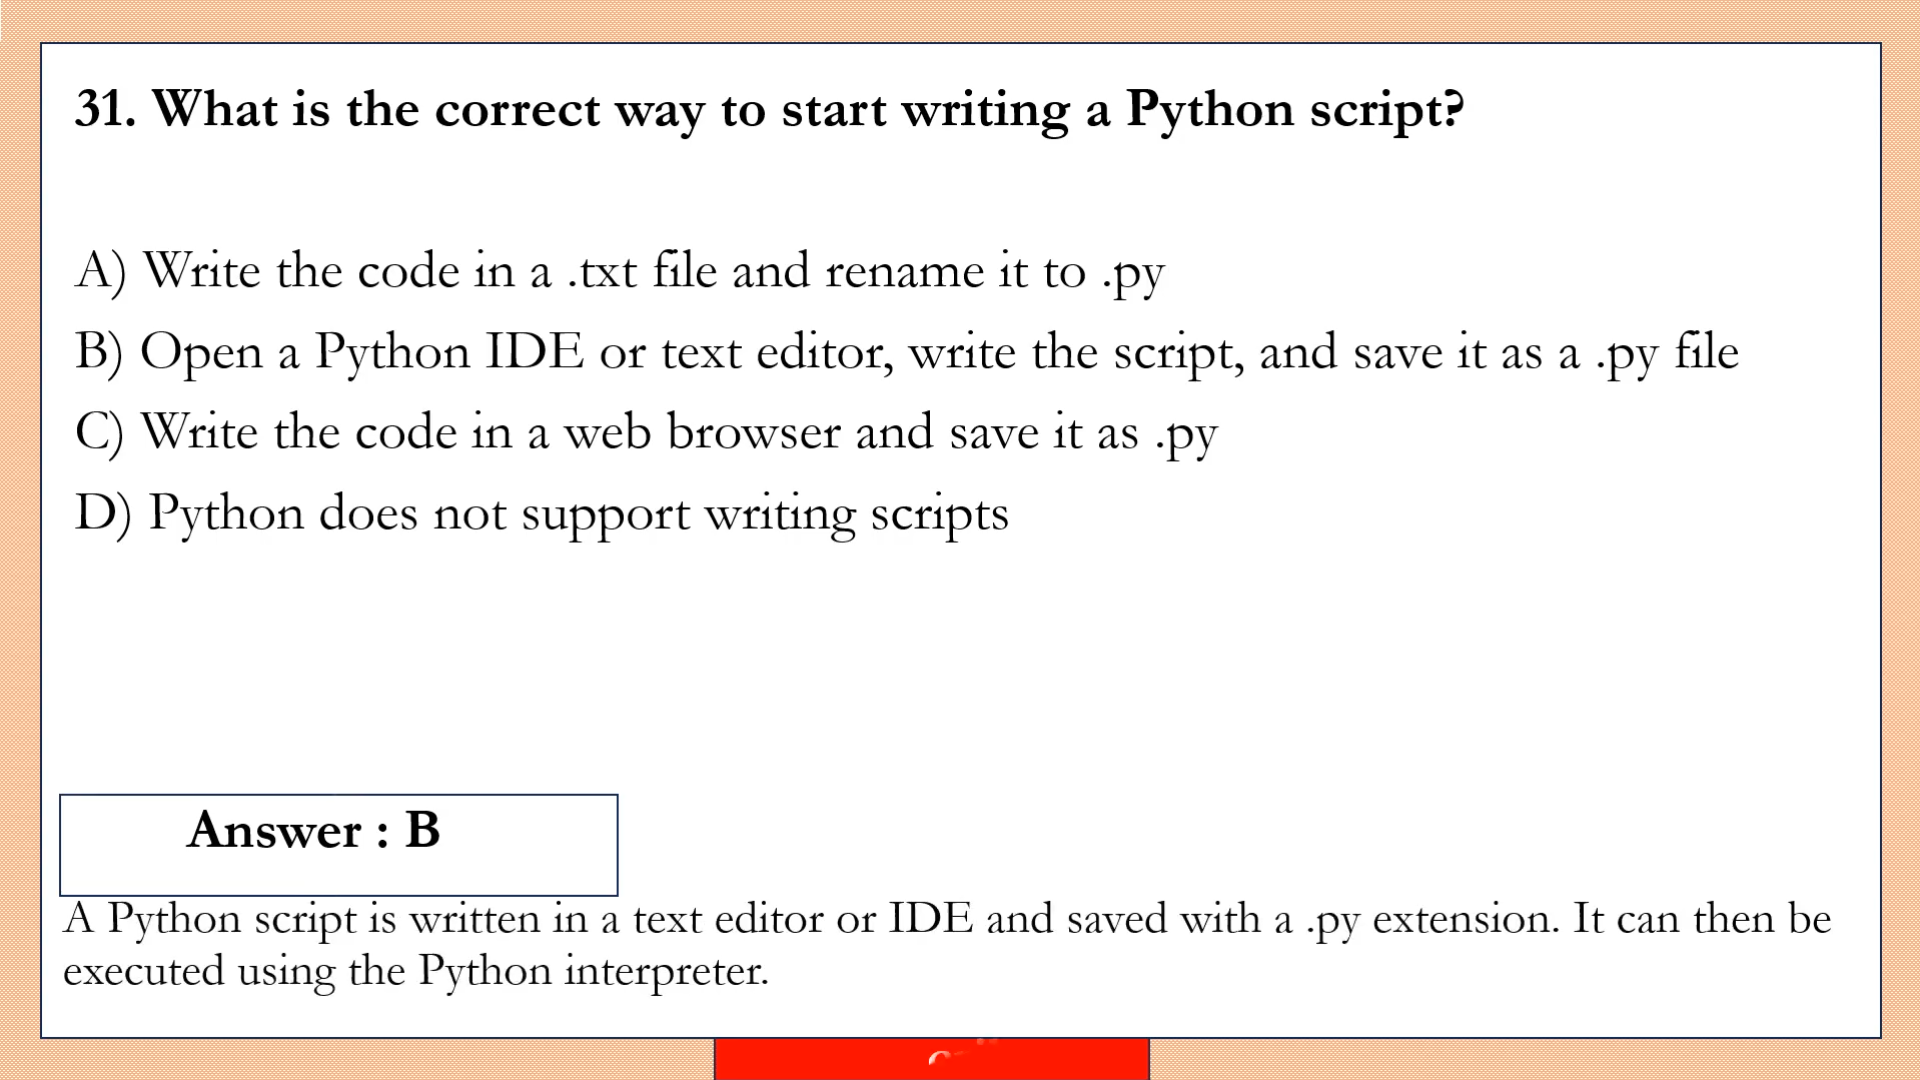 31. What is the correct way to start writing a Python script?
A) Write the code in a .txt file and rename it to .py
B) Open a Python IDE or text editor, write the script, and save it as a .py file
C) Write the code in a web browser and save it as .py
D) Python does not support writing scripts
Answer : B
A Python script is written in a text editor or IDE and saved with a .py extension. It can then be
executed using the Python interpreter.